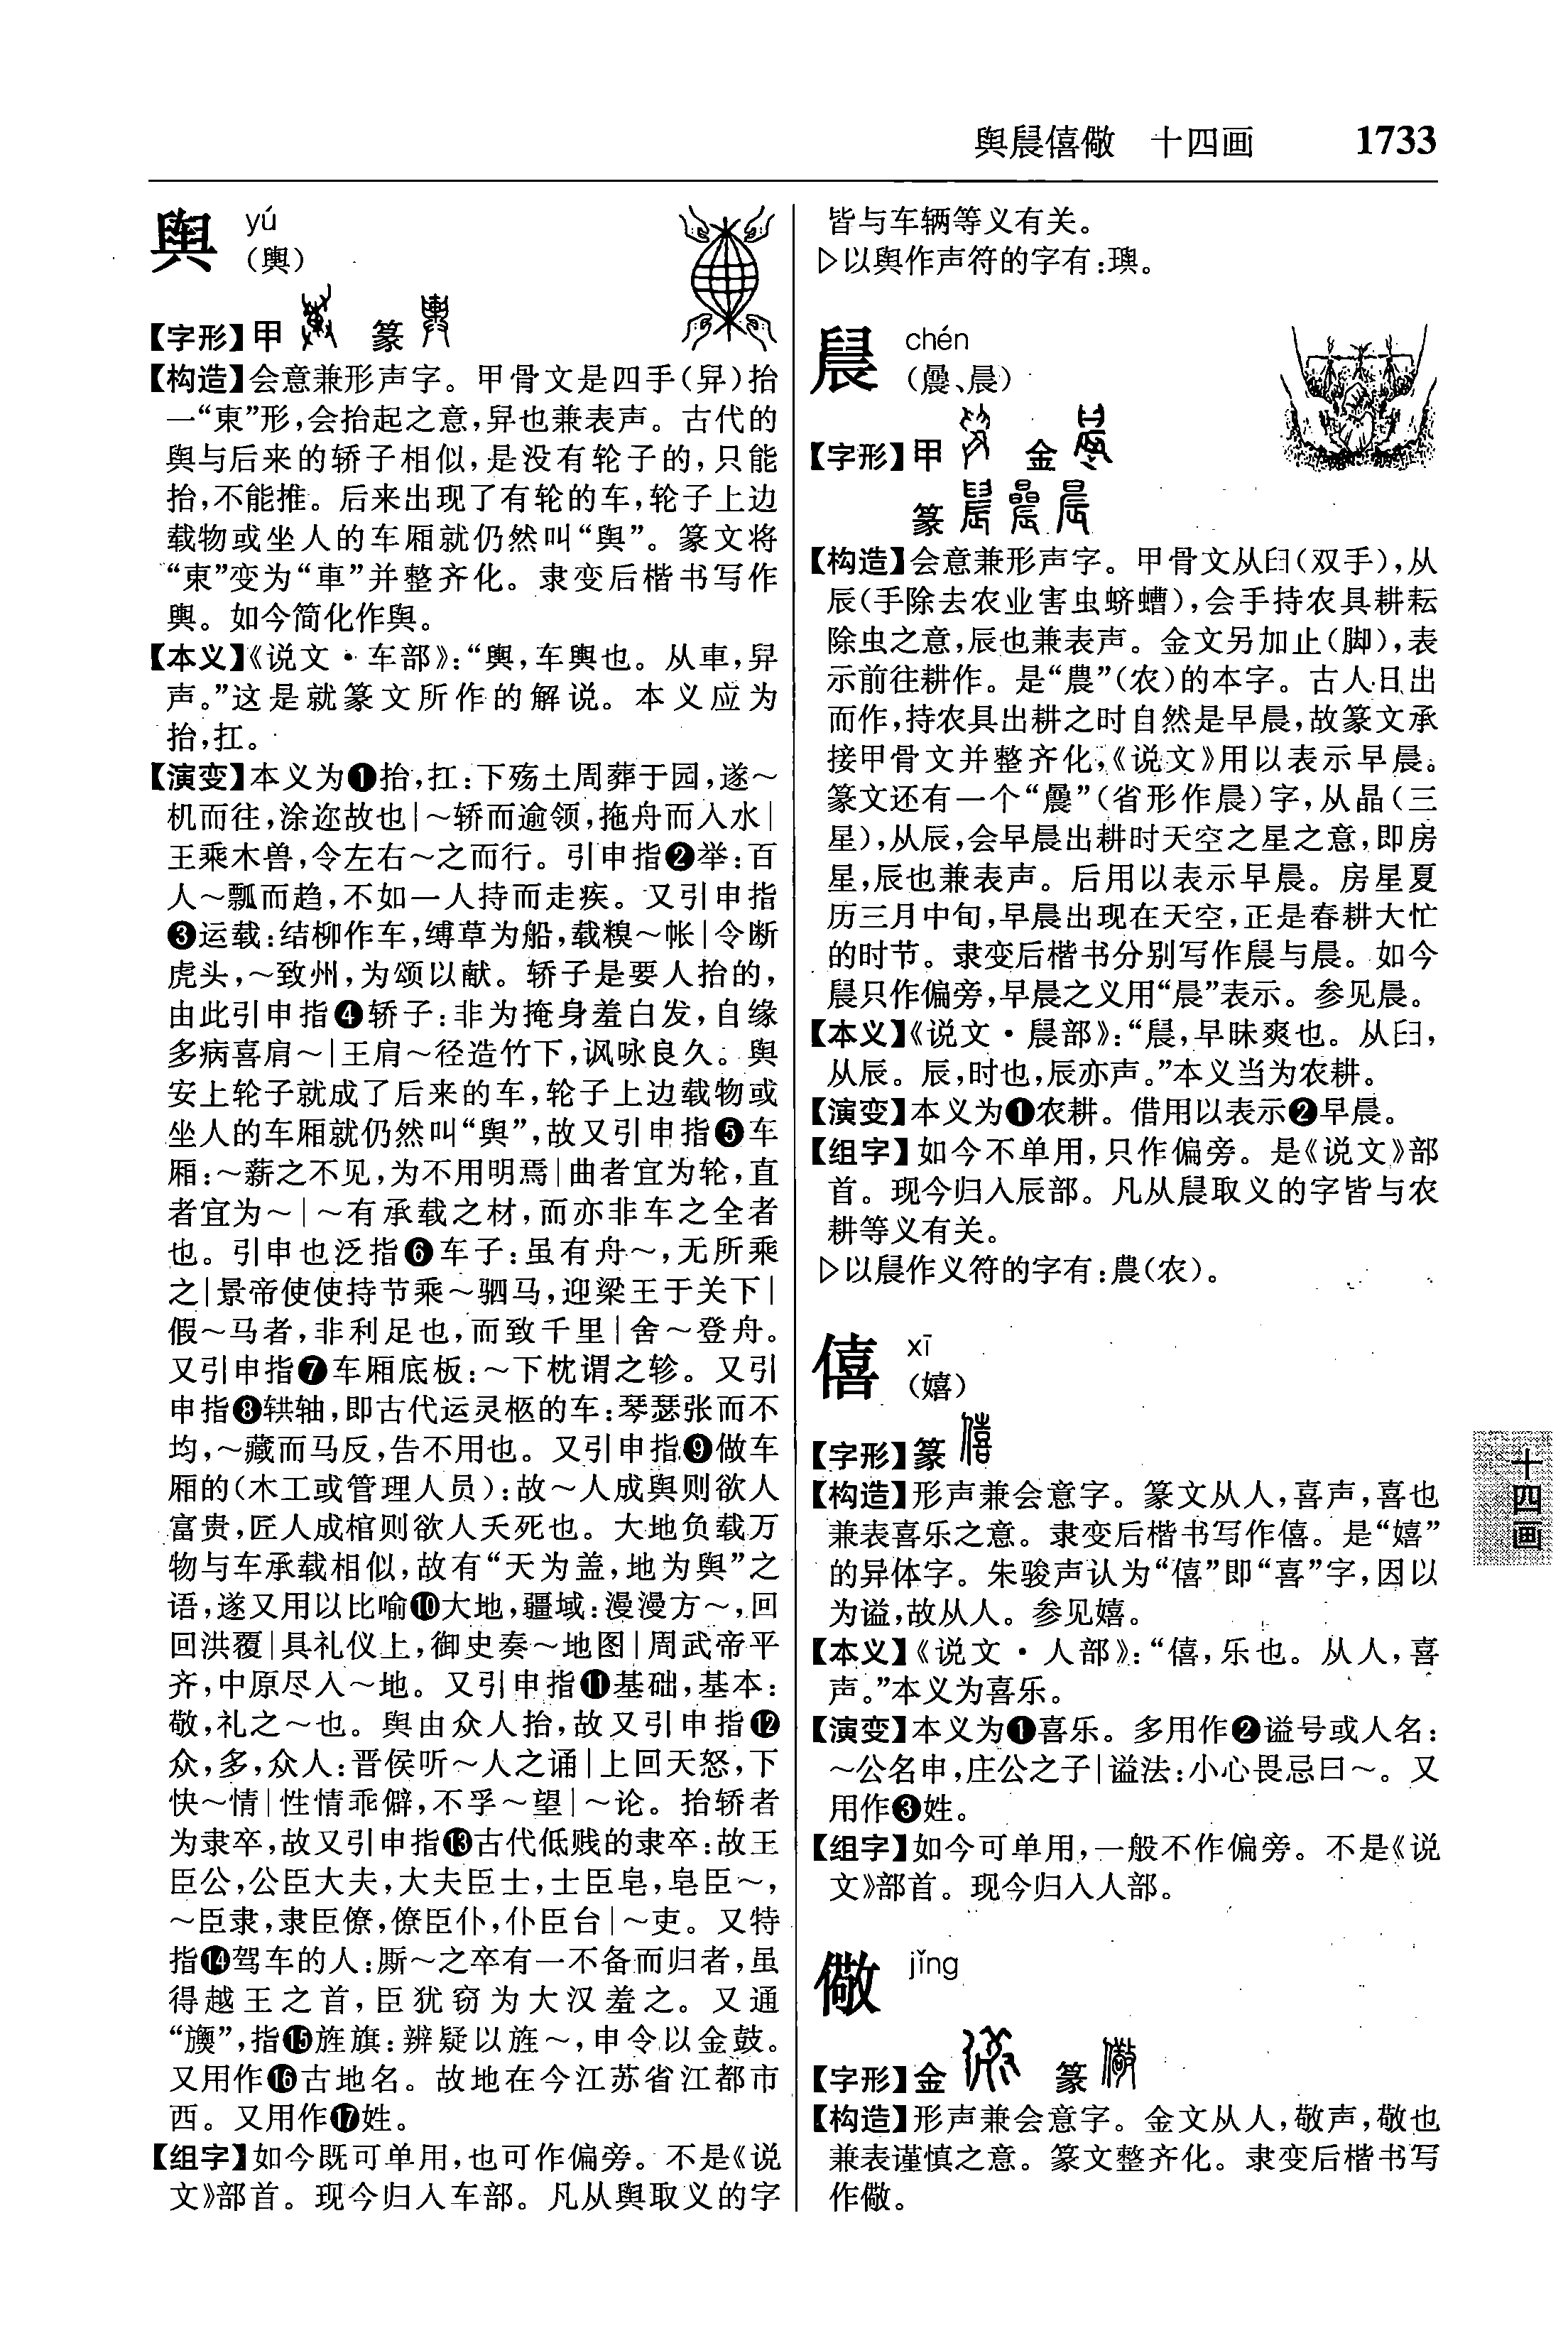 舆晨僖儆 十四画 1733
舆 yú
(輿)
【字形】甲 篆
【构造】会意兼形声字。甲骨文是四手(舁)抬
一“東”形,会抬起之意,舁也兼表声。古代的
舆与后来的轿子相似,是没有轮子的,只能
抬,不能推。后来出现了有轮的车,轮子上边
载物或坐人的车厢就仍然叫“舆”。篆文将
“東”变为“車”并整齐化。隶变后楷书写作
輿。如今简化作舆。
【本义】《说文·车部》:“輿,车輿也。从車,舁
声。”这是就篆文所作的解说。本义应为
抬,扛。
【演变】本义为❶抬,扛:下殇土周葬于园,遂~
机而往,涂迩故也|~轿而逾领,拖舟而入水|
王乘木兽,令左右~之而行。引申指❷举:百
人~瓢而趋,不如一人持而走疾。又引申指
❸运载:结柳作车,缚草为船,载糗~帐|令断
虎头,~致州,为颂以献。轿子是要人抬的,
由此引申指❹轿子:非为掩身羞白发,自缘
多病喜肩~|王肩~径造竹下,讽咏良久。舆
安上轮子就成了后来的车,轮子上边载物或
坐人的车厢就仍然叫“舆”,故又引申指❺车
厢:~薪之不见,为不用明焉|曲者宜为轮,直
者宜为~|~有承载之材,而亦非车之全者
也。引申也泛指❻车子:虽有舟~,无所乘
之|景帝使使持节乘~驷马,迎梁王于关下|
假~马者,非利足也,而致千里|舍~登舟。
又引申指❼车厢底板:~下枕谓之轸。又引
申指❽輁轴,即古代运灵柩的车:琴瑟张而不
均,~藏而马反,告不用也。又引申指❾做车
厢的(木工或管理人员):故~人成舆则欲人
富贵,匠人成棺则欲人夭死也。大地负载万
物与车承载相似,故有“天为盖,地为舆”之
语,遂又用以比喻❿大地,疆域:漫漫方~,回
回洪覆|具礼仪上,御史奏~地图|周武帝平
齐,中原尽入~地。又引申指⓫基础,基本:
敬,礼之~也。舆由众人抬,故又引申指⓬
众,多,众人:晋侯听~人之诵|上回天怒,下
快~情|性情乖僻,不孚~望|~论。抬轿者
为隶卒,故又引申指⓭古代低贱的隶卒:故王
臣公,公臣大夫,大夫臣士,士臣皂,皂臣~,
~臣隶,隶臣僚,僚臣仆,仆臣台|~吏。又特
指⓮驾车的人:厮~之卒有一不备而归者,虽
得越王之首,臣犹窃为大汉羞之。又通
“旟”,指⓯旌旗:辨疑以旌~,申令以金鼓。
又用作⓰古地名。故地在今江苏省江都市
西。又用作⓱姓。
【组字】如今既可单用,也可作偏旁。不是《说
文》部首。现今归入车部。凡从舆取义的字
皆与车辆等义有关。
▷以舆作声符的字有:璵。
晨 chén
(曟、晨)
【字形】甲 金
篆
【构造】会意兼形声字。甲骨文从臼(双手),从
辰(手除去农业害虫蛴螬),会手持农具耕耘
除虫之意,辰也兼表声。金文另加止(脚),表
示前往耕作。是“農”(农)的本字。古人日出
而作,持农具出耕之时自然是早晨,故篆文承
接甲骨文并整齐化,《说文》用以表示早晨。
篆文还有一个“曟”(省形作晨)字,从晶(三
星),从辰,会早晨出耕时天空之星之意,即房
星,辰也兼表声。后用以表示早晨。房星夏
历三月中旬,早晨出现在天空,正是春耕大忙
的时节。隶变后楷书分别写作晨与晨。如今
晨只作偏旁,早晨之义用“晨”表示。参见晨。
【本义】《说文·晨部》:“晨,早昧爽也。从臼,
从辰。辰,时也,辰亦声。”本义当为农耕。
【演变】本义为❶农耕。借用以表示❷早晨。
【组字】如今不单用,只作偏旁。是《说文》部
首。现今归入辰部。凡从晨取义的字皆与农
耕等义有关。
▷以晨作义符的字有:農(农)。
僖 xī
(嬉)
【字形】篆
【构造】形声兼会意字。篆文从人,喜声,喜也
兼表喜乐之意。隶变后楷书写作僖。是“嬉”
的异体字。朱骏声认为“僖”即“喜”字,因以
为谥,故从人。参见嬉。
【本义】《说文·人部》:“僖,乐也。从人,喜
声。”本义为喜乐。
【演变】本义为❶喜乐。多用作❷谥号或人名:
~公名申,庄公之子|谥法:小心畏忌曰~。又
用作❸姓。
【组字】如今可单用,一般不作偏旁。不是《说
文》部首。现今归入人部。
儆 jǐng
【字形】金 篆
【构造】形声兼会意字。金文从人,敬声,敬也
兼表谨慎之意。篆文整齐化。隶变后楷书写
作儆。
十四画